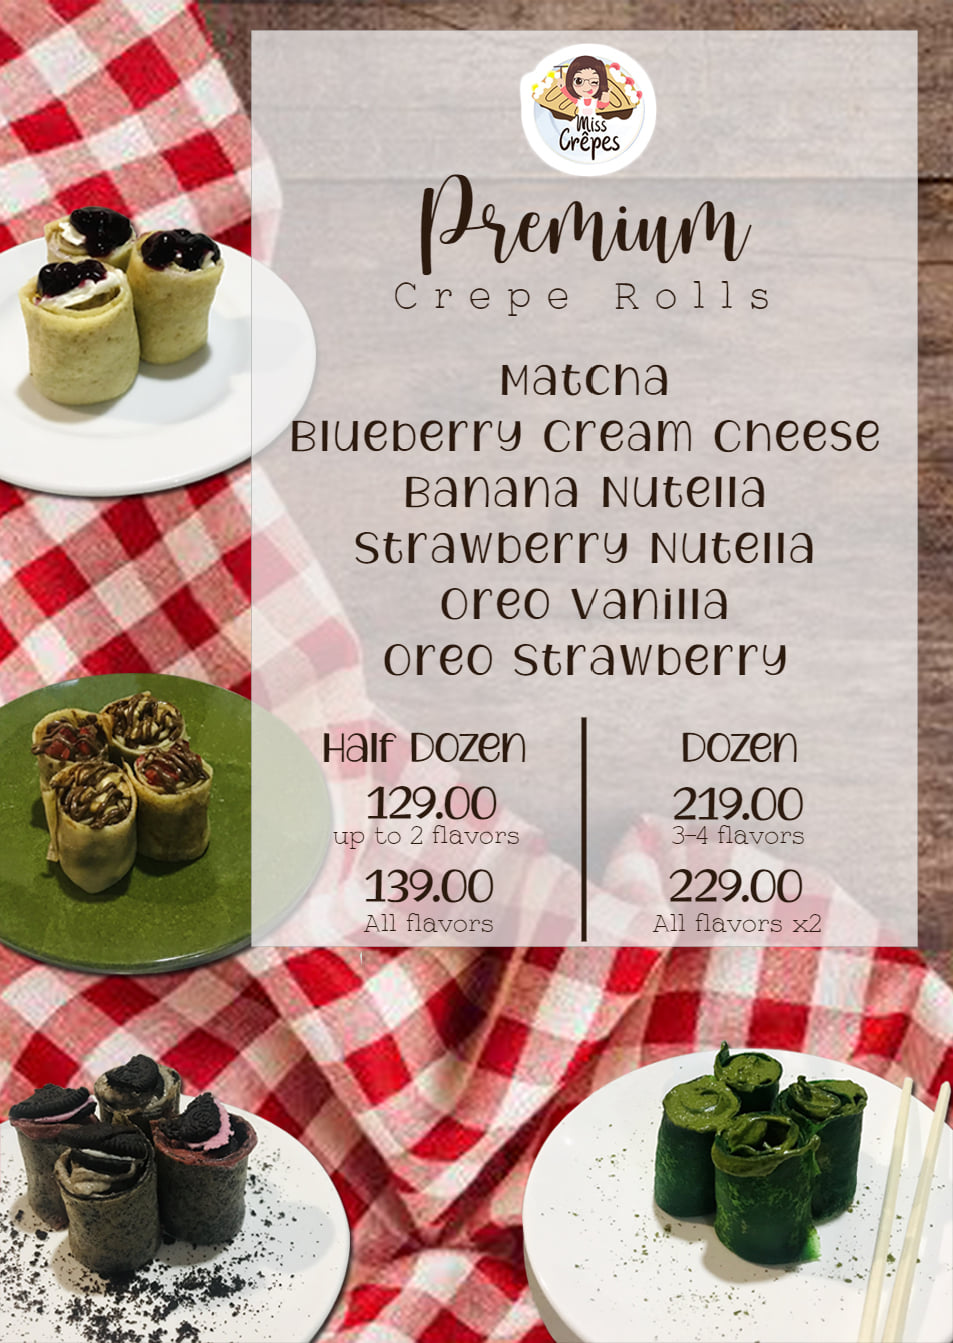 Miss
Crêpes
Premium
Crepe Rolls
Matcha
Blueberry Cream Cheese
Banana Nutella
Strawberry Nutella
Oreo Vanilla
Oreo Strawberry
Half Dozen
129.00
up to 2 flavors
139.00
All flavors
Dozen
219.00
3-4 flavors
229.00
All flavors x2